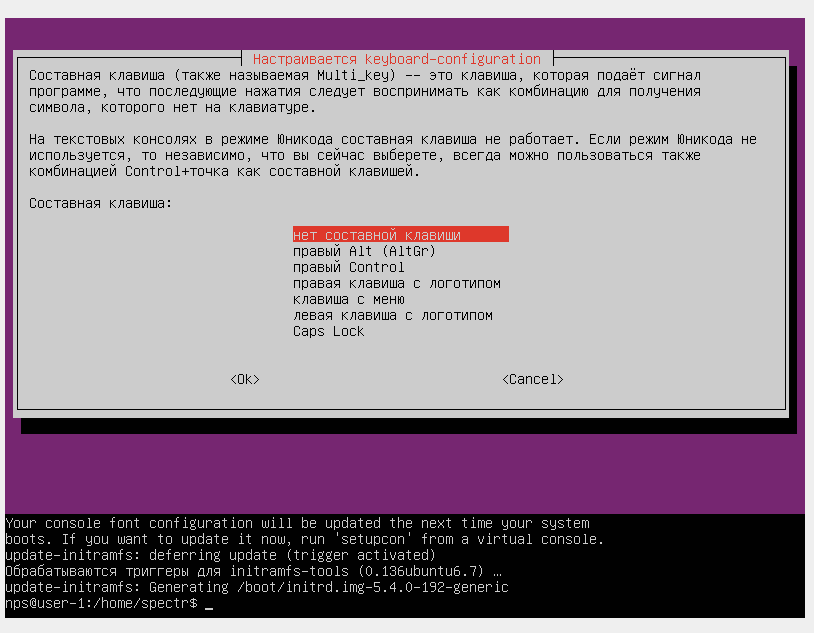 Настраивается keyboard-configuration
Составная клавиша (также называемая Multi_key) -- это клавиша, которая подаёт сигнал
программе, что последующие нажатия следует воспринимать как комбинацию для получения
символа, которого нет на клавиатуре.
На текстовых консолях в режиме Юникода составная клавиша не работает. Если режим Юникода не
используется, то независимо, что вы сейчас выберете, всегда можно пользоваться также
комбинацией Control+точка как составной клавишей.
Составная клавиша:
нет составной клавиши
правый Alt (AltGr)
правый Control
правая клавиша с логотипом
клавиша с меню
левая клавиша с логотипом
Caps Lock
<Ok> <Cancel>
Your console font configuration will be updated the next time your system
boots. If you want to update it now, run 'setupcon' from a virtual console.
update-initramfs: deferring update (trigger activated)
Обрабатываются триггеры для initramfs-tools (0.136ubuntu6.7) …
update-initramfs: Generating /boot/initrd.img-5.4.0-192-generic
nps@user-1:/home/spectr$ _